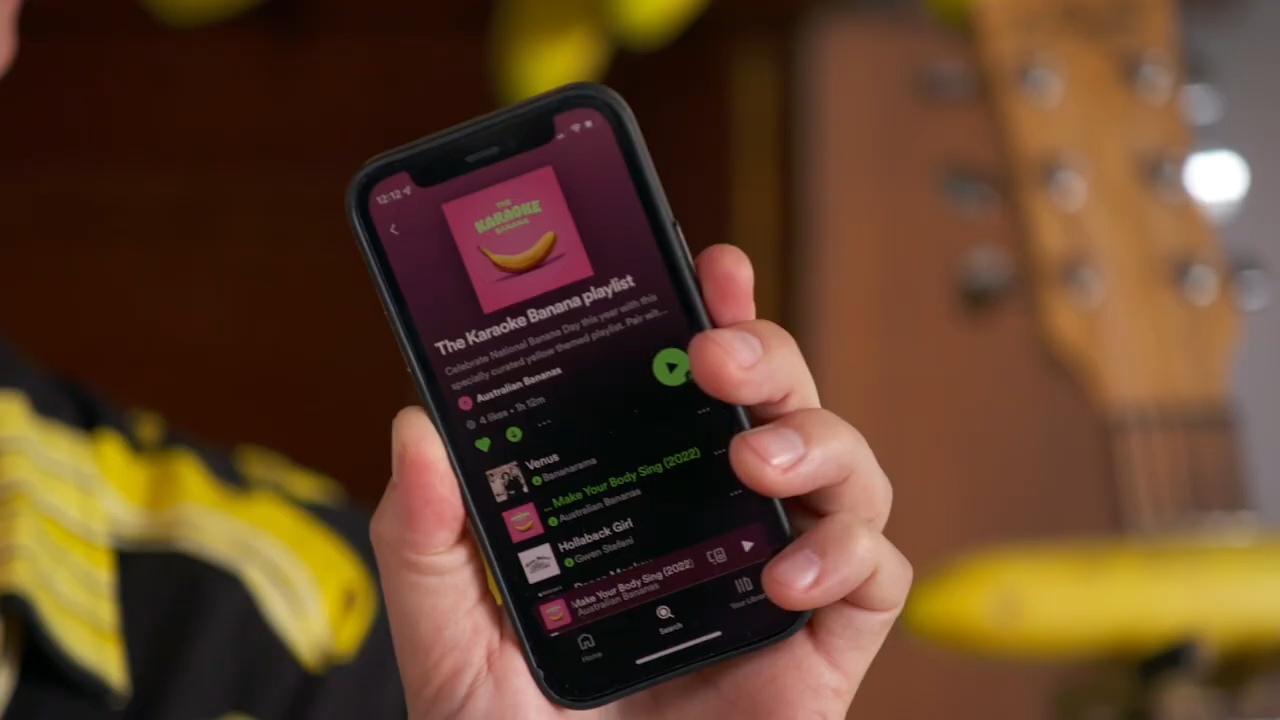 12:12
THE
KARAOKE
BANANA
The Karaoke Banana playlist
Celebrate National Banana Day this year with this
specially curated yellow themed playlist. Pair wit...
Australian Bananas
4 likes • 1h 12m
Venus
Bananarama
... Make Your Body Sing (2022)
Australian Bananas
Hollaback Girl
Gwen Stefani
Make Your Body Sing (2022)
Australian Bananas
Home
Search
Your